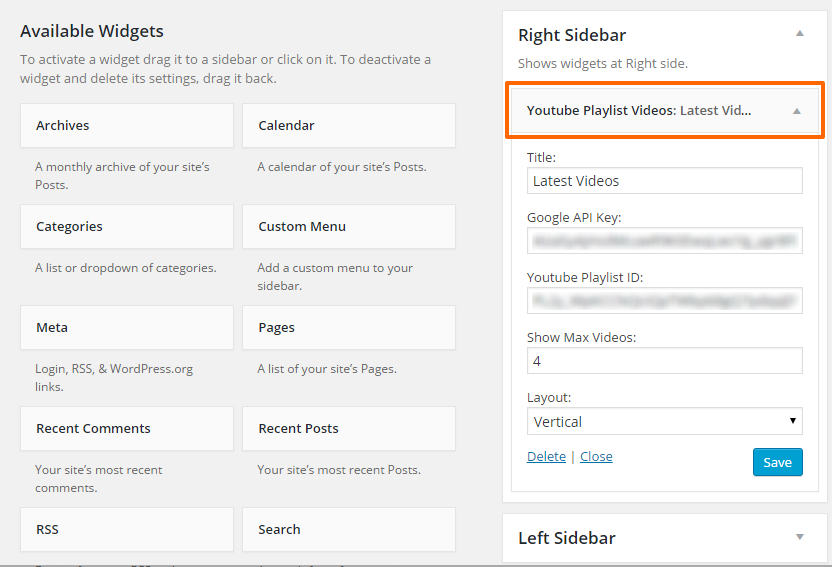 Available Widgets
To activate a widget drag it to a sidebar or click on it. To deactivate a
widget and delete its settings, drag it back.
Archives
A monthly archive of your site's
Posts.
Calendar
A calendar of your site's Posts.
Categories
A list or dropdown of categories.
Custom Menu
Add a custom menu to your
sidebar.
Meta
Login, RSS, & WordPress.org
links.
Pages
A list of your site's Pages.
Recent Comments
Your site's most recent
comments.
Recent Posts
Your site's most recent Posts.
RSS
Search
Right Sidebar
Shows widgets at Right side.
Youtube Playlist Videos: Latest Vid...
Title:
Latest Videos
Google API Key:
Youtube Playlist ID:
Show Max Videos:
4
Layout:
Vertical
Delete | Close
Save
Left Sidebar